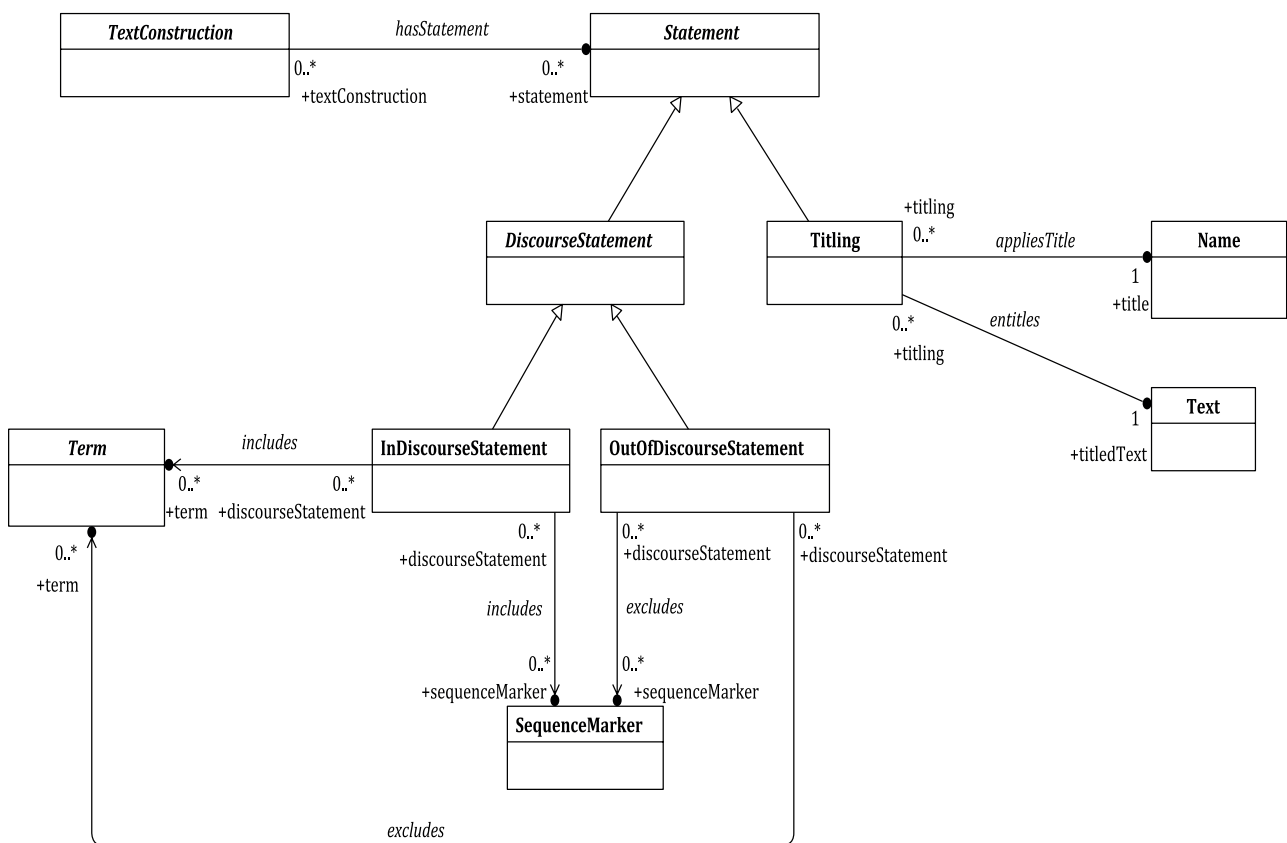 TextConstruction
hasStatement
Statement
0..*
0..*
+textConstruction
+statement
+titling
DiscourseStatement
Titling
0..*
appliesTitle
Name
1
+title
0..*
entitles
+titling
Text
1
+titledText
Term
includes
InDiscourseStatement
OutOfDiscourseStatement
0..*
0..*
+term
+discourseStatement
0..*
0..*
0..*
+discourseStatement
+discourseStatement
+discourseStatement
0..*
+term
includes
excludes
0..*
0..*
+sequenceMarker
+sequenceMarker
SequenceMarker
excludes